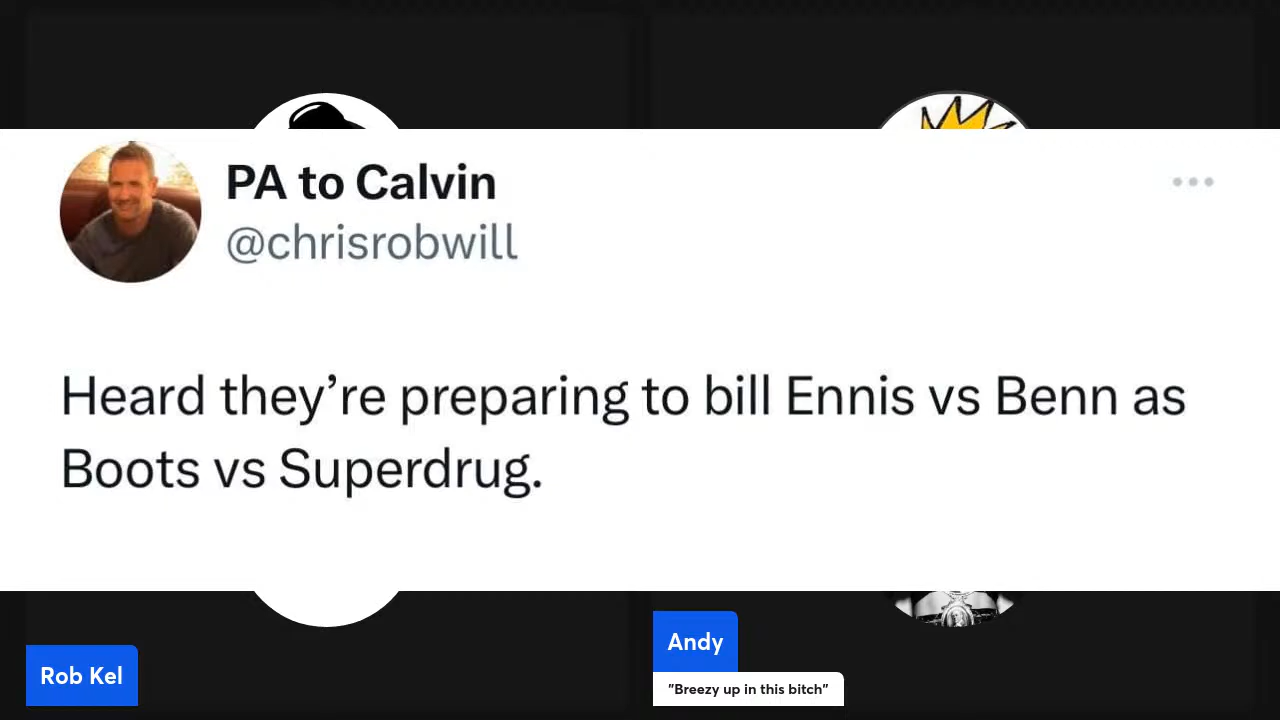 PA to Calvin
@chrisrobwill
Heard they’re preparing to bill Ennis vs Benn as
Boots vs Superdrug.
Rob Kel
Andy
"Breezy up in this bitch"